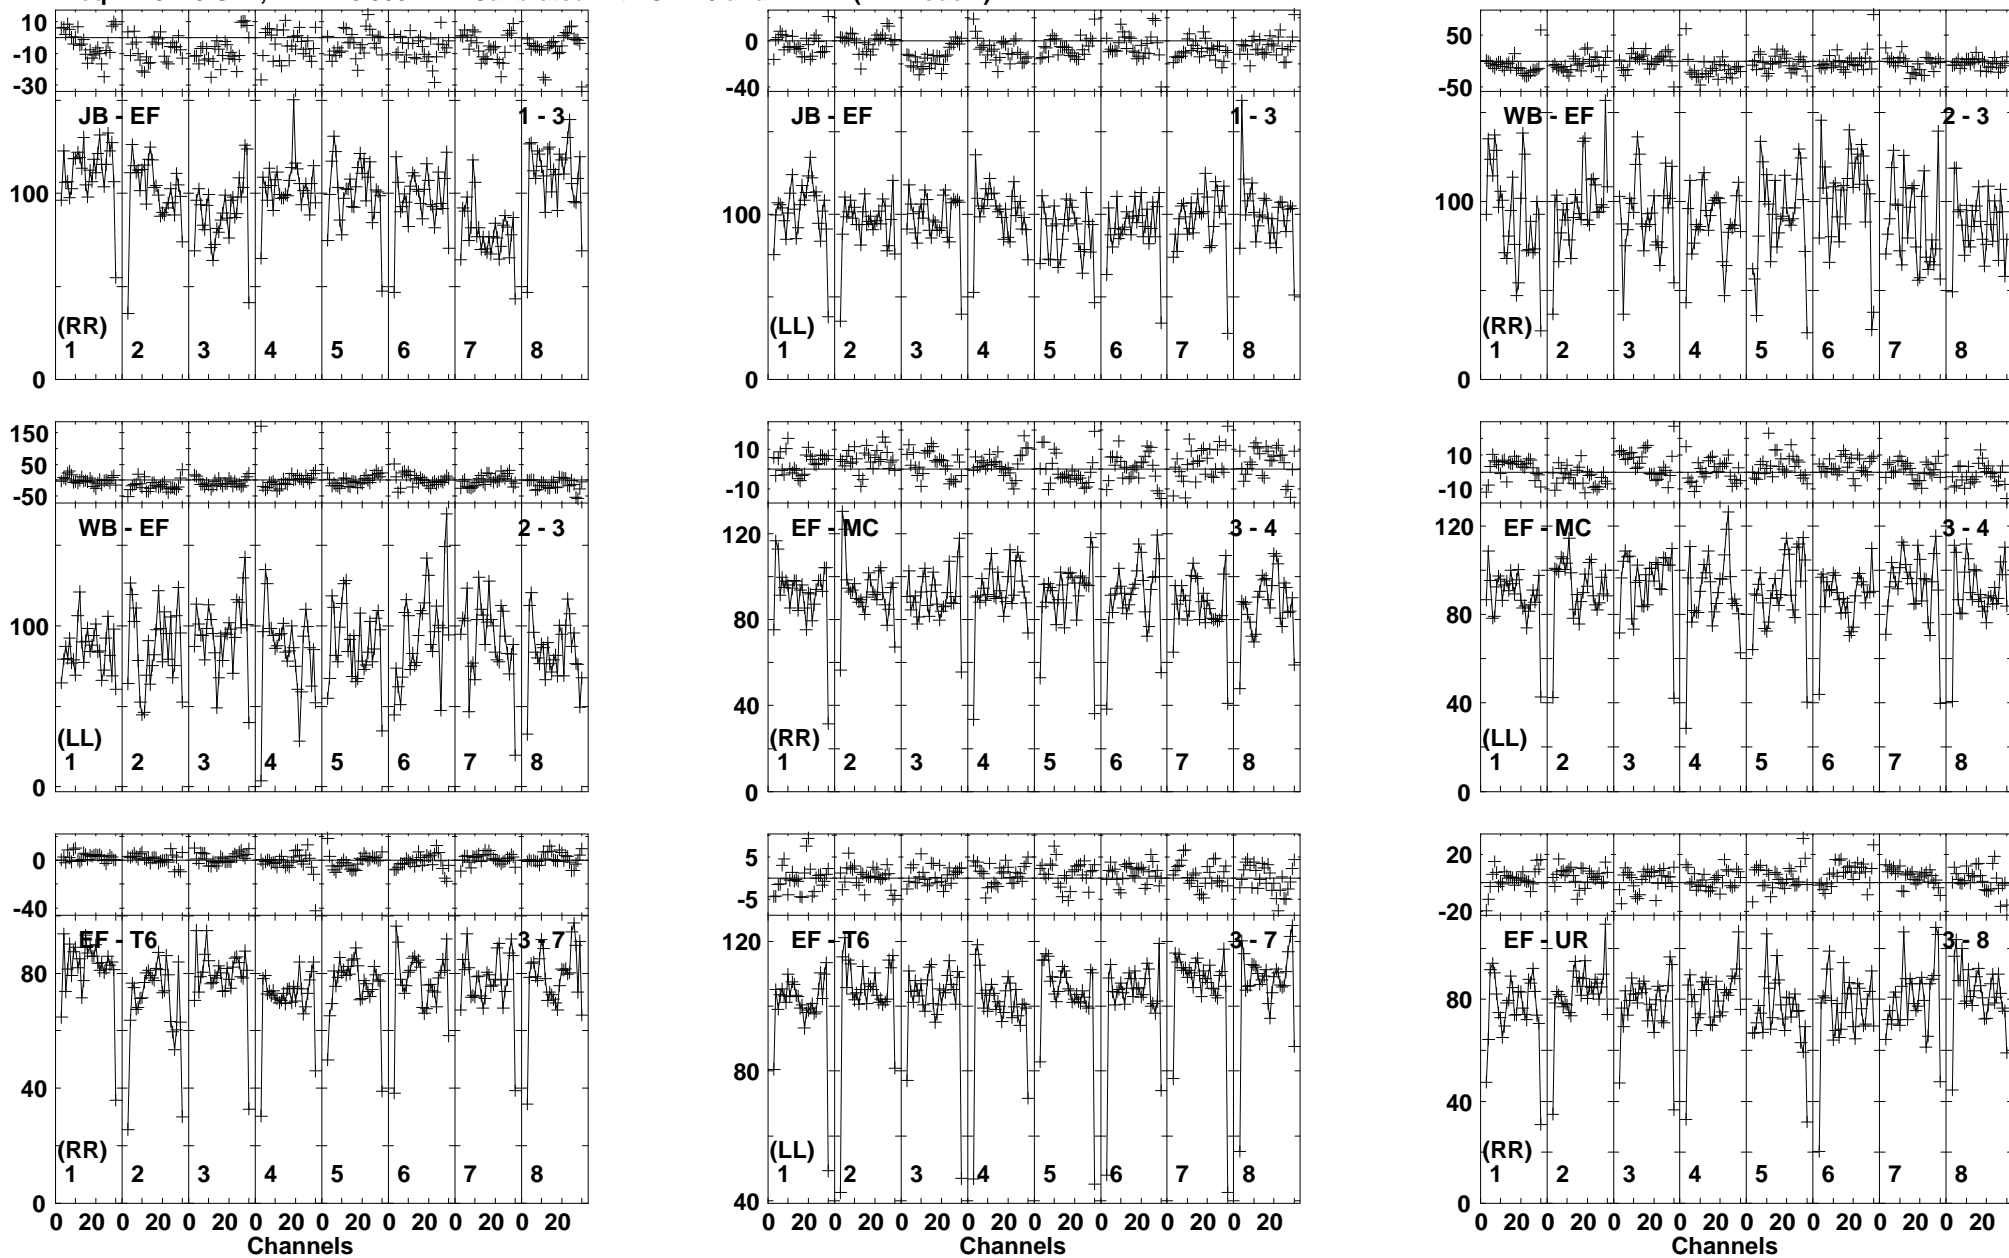 10 -10 -30
JB - EF 1 - 3
100
(RR)
1 2 3 4 5 6 7 8
0
0 -40
JB - EF 1 - 3
100
(LL)
1 2 3 4 5 6 7 8
0
50 -50
WB - EF 2 - 3
100
(RR)
1 2 3 4 5 6 7 8
0
150 50 -50
WB - EF 2 - 3
100
(LL)
1 2 3 4 5 6 7 8
0
10 -10
EF - MC 3 - 4
120 80 40
(RR)
1 2 3 4 5 6 7 8
0
10 -10
EF - MC 3 - 4
120 80 40
(LL)
1 2 3 4 5 6 7 8
0
0 -40
EF - T6 3 - 7
80 40
(RR)
1 2 3 4 5 6 7 8
0
0 20 0 20 0 20 0 20 0 20 0 20 0 20 0 20
Channels
5 -5
EF - T6 3 - 7
120 80
(LL)
1 2 3 4 5 6 7 8
40
0 20 0 20 0 20 0 20 0 20 0 20 0 20 0 20
Channels
20 -20
EF - UR 3 - 8
80 40
(RR)
1 2 3 4 5 6 7 8
0
0 20 0 20 0 20 0 20 0 20 0 20 0 20 0 20
Channels